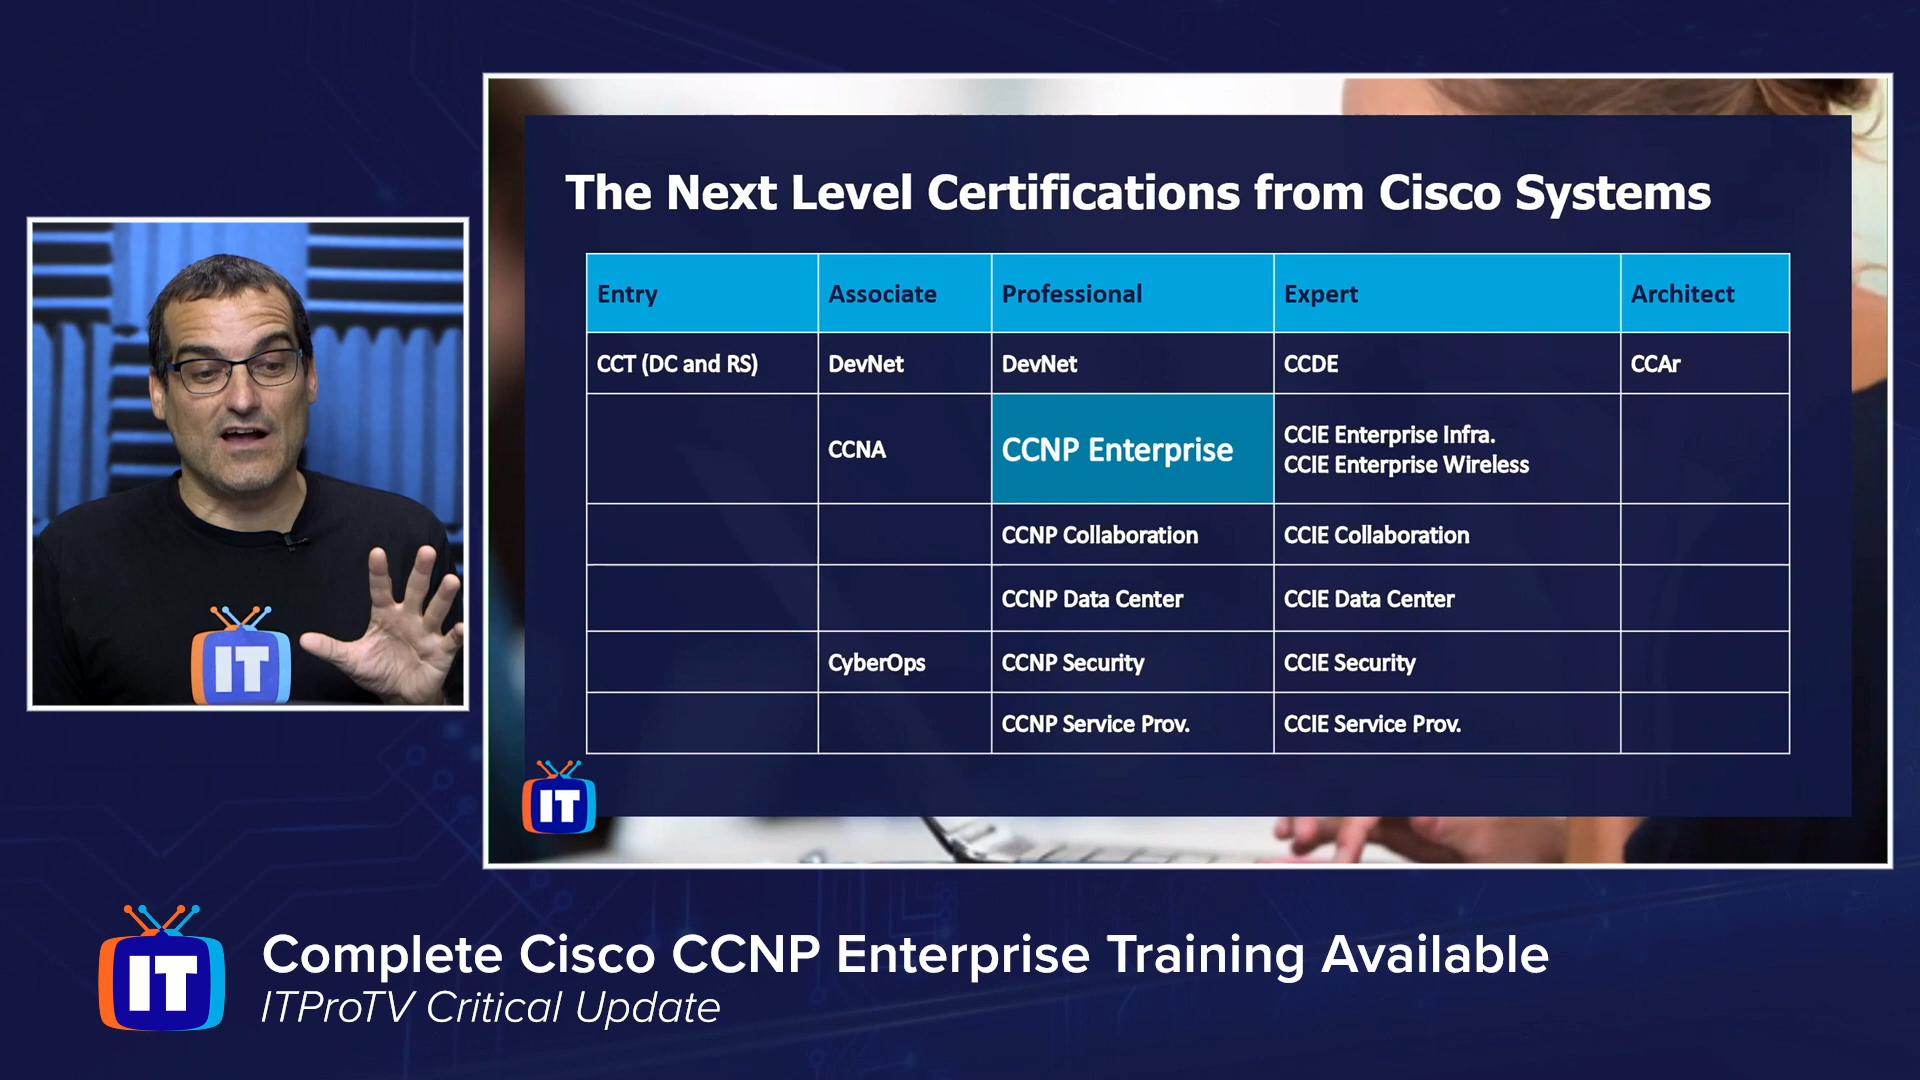 The Next Level Certifications from Cisco Systems
Entry Associate Professional Expert Architect
CCT (DC and RS) DevNet DevNet CCDE CCAr
CCNA CCNP Enterprise CCIE Enterprise Infra.
CCIE Enterprise Wireless
CCNP Collaboration CCIE Collaboration
CCNP Data Center CCIE Data Center
CyberOps CCNP Security CCIE Security
CCNP Service Prov. CCIE Service Prov.
IT
IT
IT
Complete Cisco CCNP Enterprise Training Available
ITProTV Critical Update